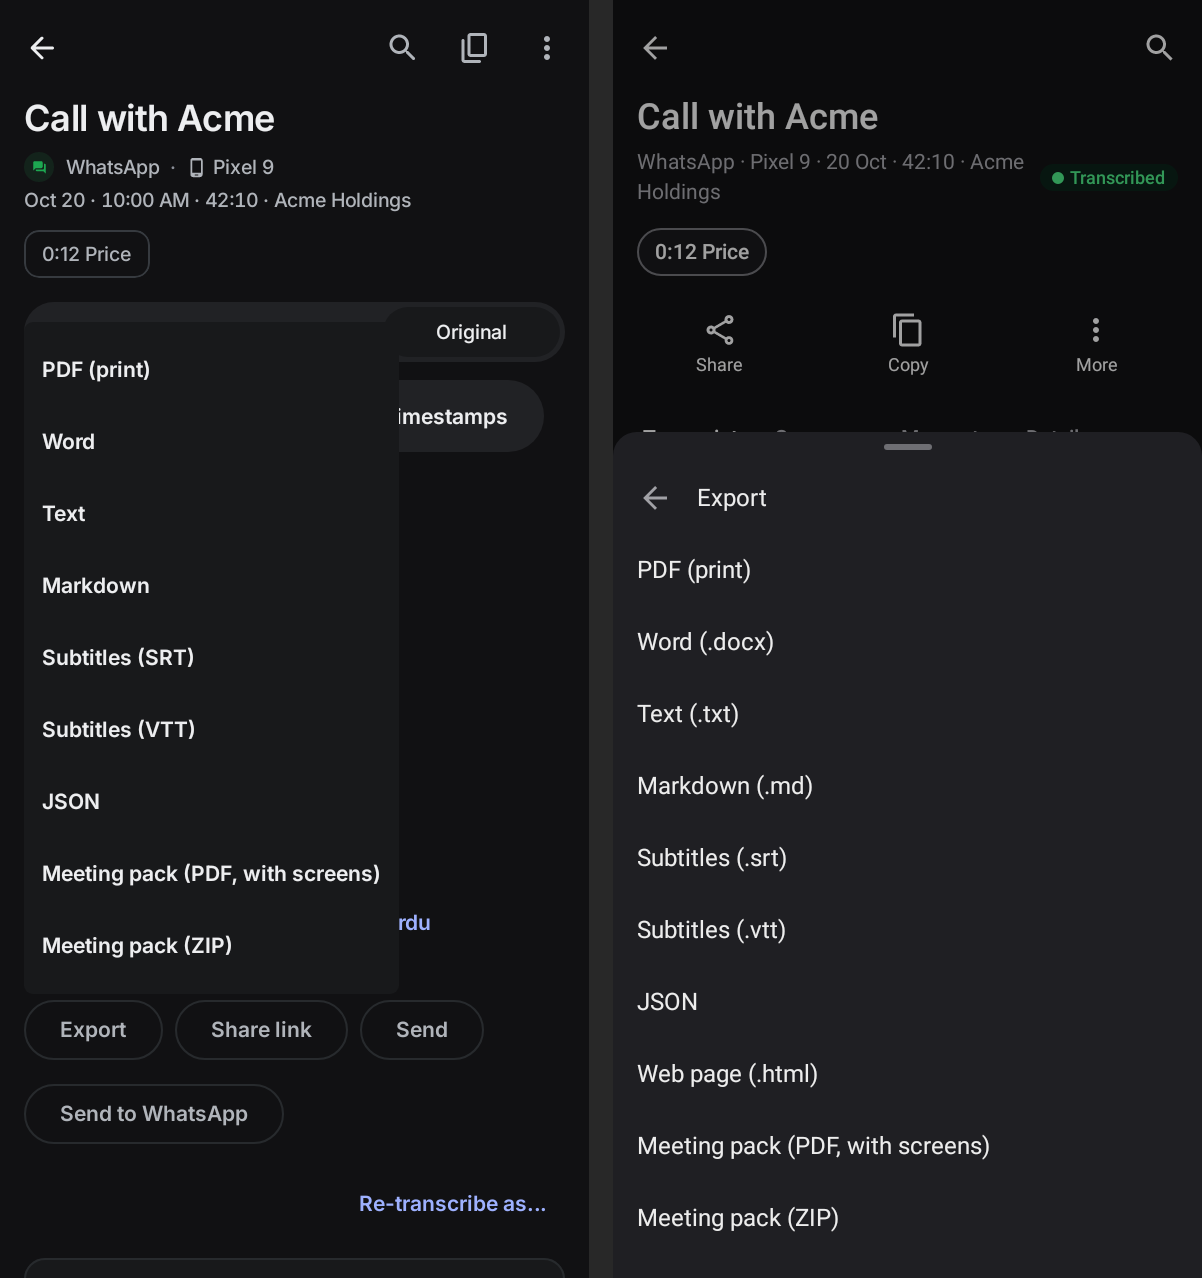 Call with Acme
WhatsApp · Pixel 9
Oct 20 · 10:00 AM · 42:10 · Acme Holdings
0:12 Price
Original
PDF (print)
imestamps
Word
Text
Markdown
Subtitles (SRT)
Subtitles (VTT)
JSON
Meeting pack (PDF, with screens)
rdu
Meeting pack (ZIP)
Export
Share link
Send
Send to WhatsApp
Re-transcribe as...
Call with Acme
WhatsApp · Pixel 9 · 20 Oct · 42:10 · Acme
Holdings
Transcribed
0:12 Price
Share
Copy
More
Export
PDF (print)
Word (.docx)
Text (.txt)
Markdown (.md)
Subtitles (.srt)
Subtitles (.vtt)
JSON
Web page (.html)
Meeting pack (PDF, with screens)
Meeting pack (ZIP)